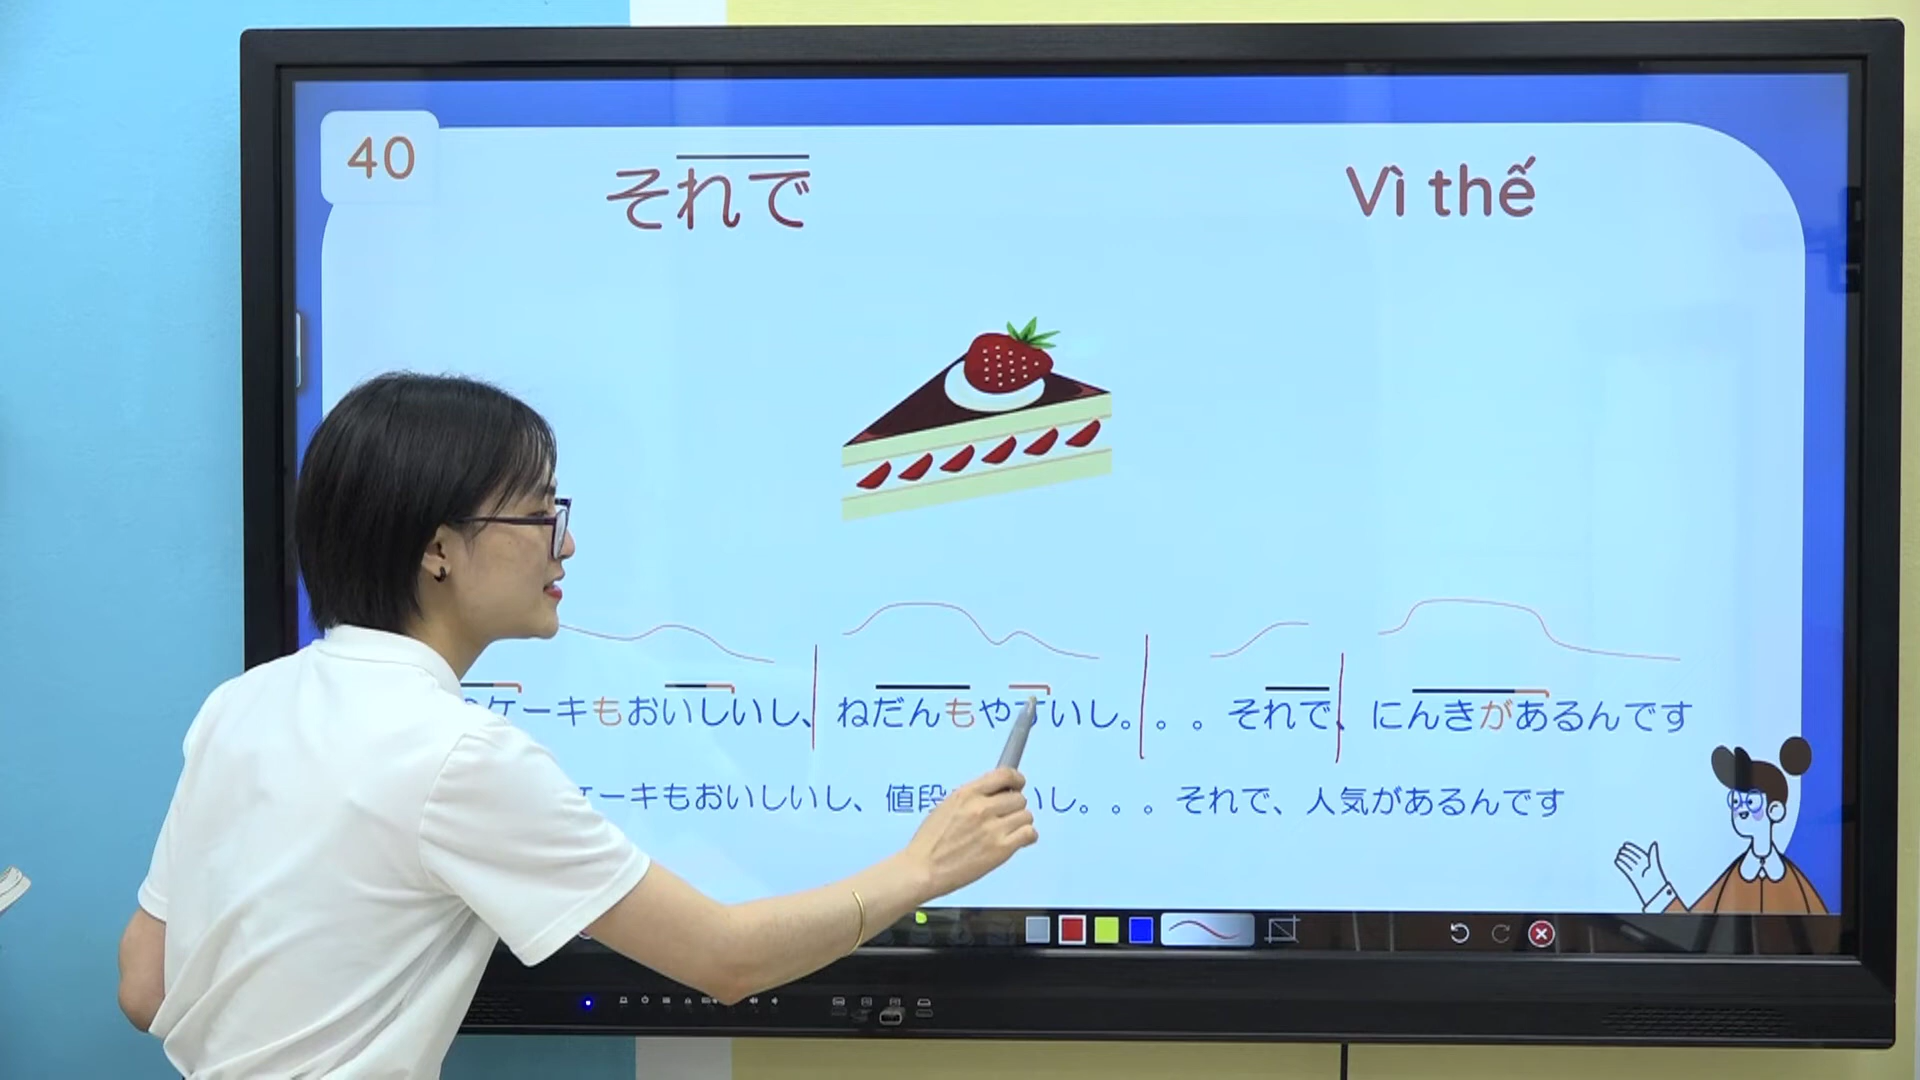 40
それで
Vì thế
ケーキもおいしいし、ねだんもやすいし。。。それで、にんきがあるんです
ケーキもおいしいし、値段いし。。。それで、人気があるんです